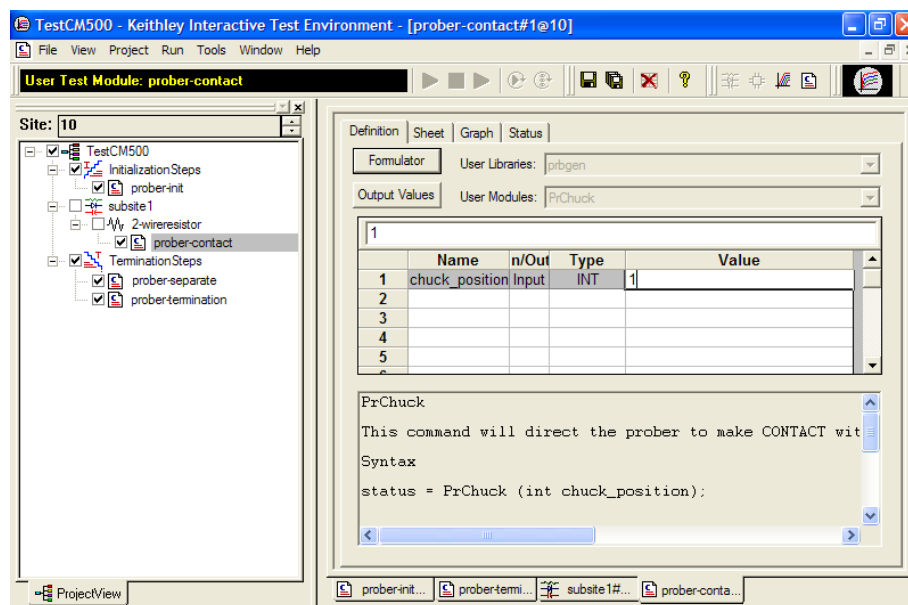 TestCM500 - Keithley Interactive Test Environment - [prober-contact#1@10]
File View Project Run Tools Window Help
User Test Module: prober-contact
Site: 10
TestCM500
InitializationSteps
prober-init
subsite1
2-wireresistor
prober-contact
TerminationSteps
prober-separate
prober-termination
ProjectView
Definition Sheet Graph Status
Formulator User Libraries: prbgen
Output Values User Modules: PrChuck
1
Name n/Out Type Value
1 chuck_position Input INT 1
2
3
4
5
PrChuck
This command will direct the prober to make CONTACT wit
Syntax
status = PrChuck (int chuck_position);
prober-init... prober-termi... subsite1#... prober-conta...